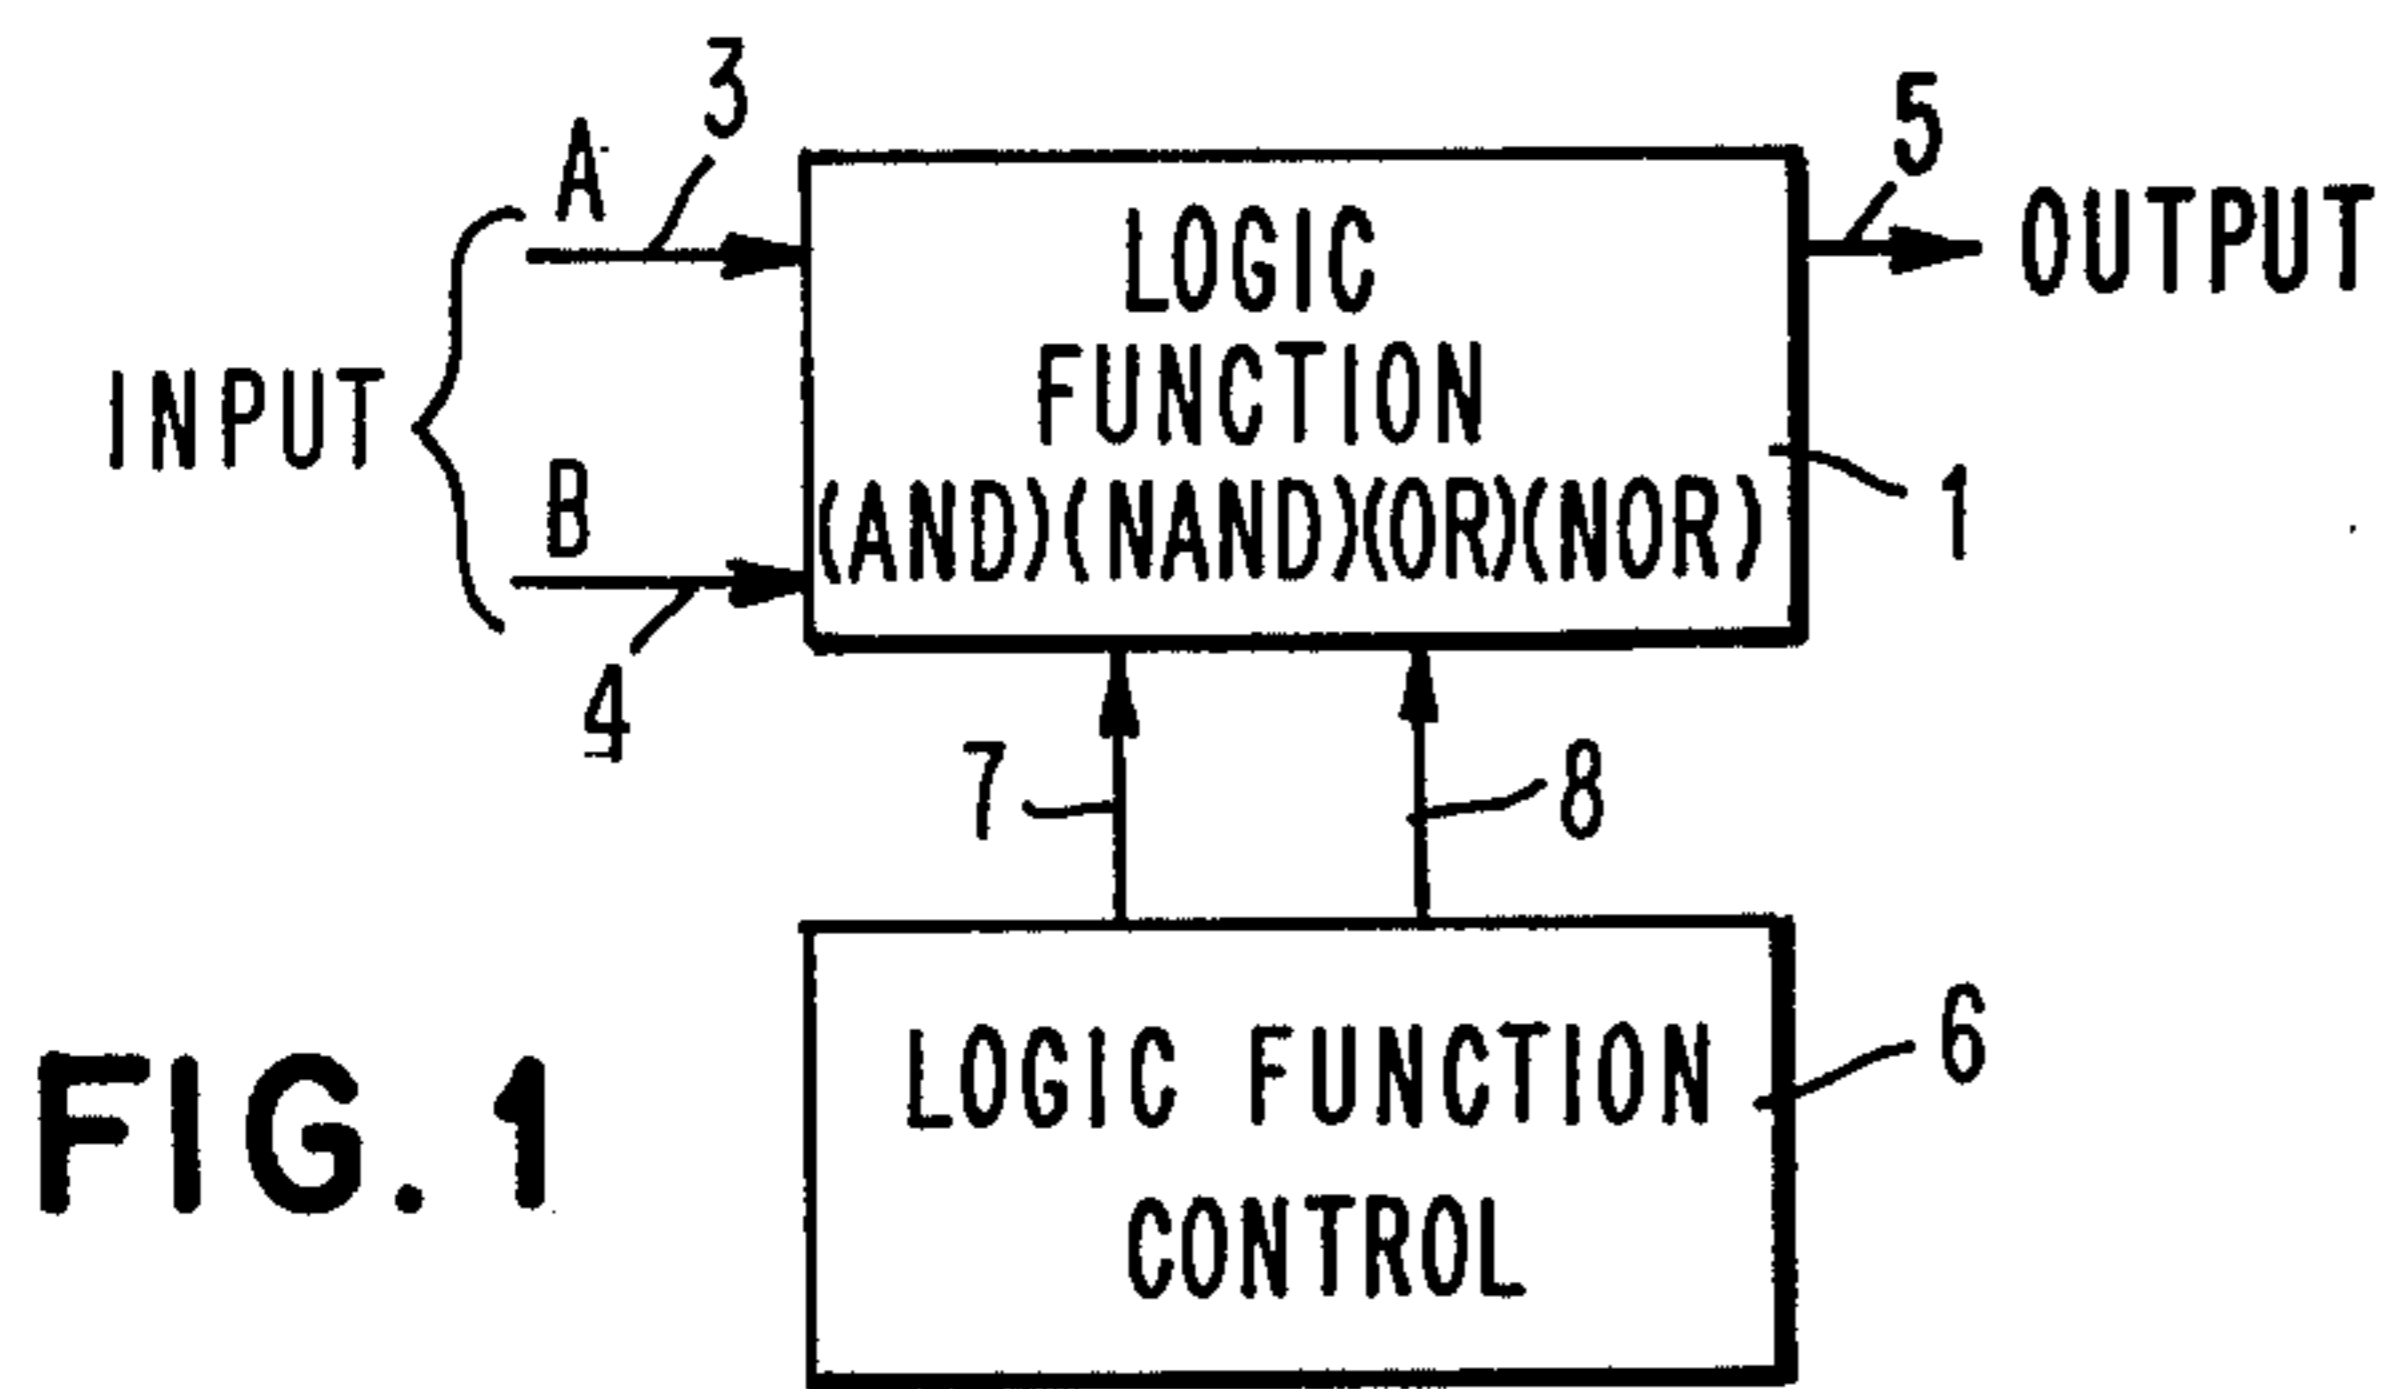 3
A
5
OUTPUT
LOGIC
FUNCTION
(AND)(NAND)(OR)(NOR)
INPUT
B
1
4
7
8
LOGIC FUNCTION
CONTROL
6
FIG. 1